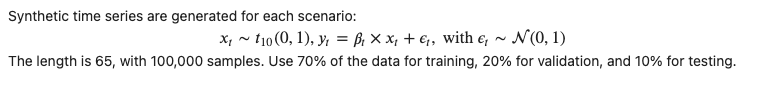 Synthetic time series are generated for each scenario:
xₜ ∼ t₁₀(0, 1), yₜ = βₜ × xₜ + ϵₜ, with ϵₜ ∼ 𝒩(0, 1)
The length is 65, with 100,000 samples. Use 70% of the data for training, 20% for validation, and 10% for testing.